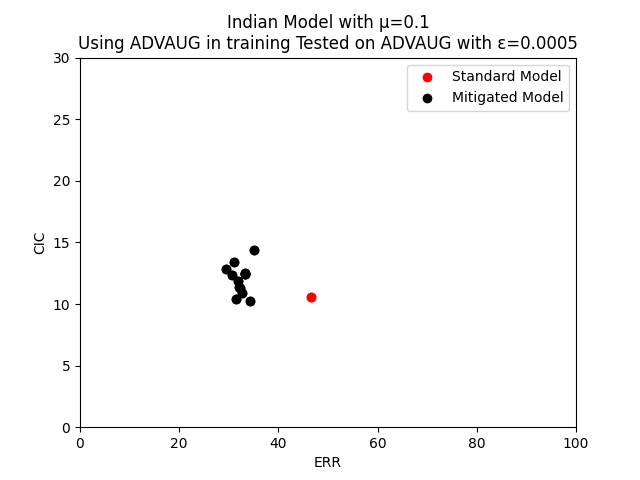 Indian Model with μ=0.1
Using ADVAUG in training Tested on ADVAUG with ε=0.0005
Standard Model
Mitigated Model
30
25
20
15
10
5
0
CIC
0 20 40 60 80 100
ERR